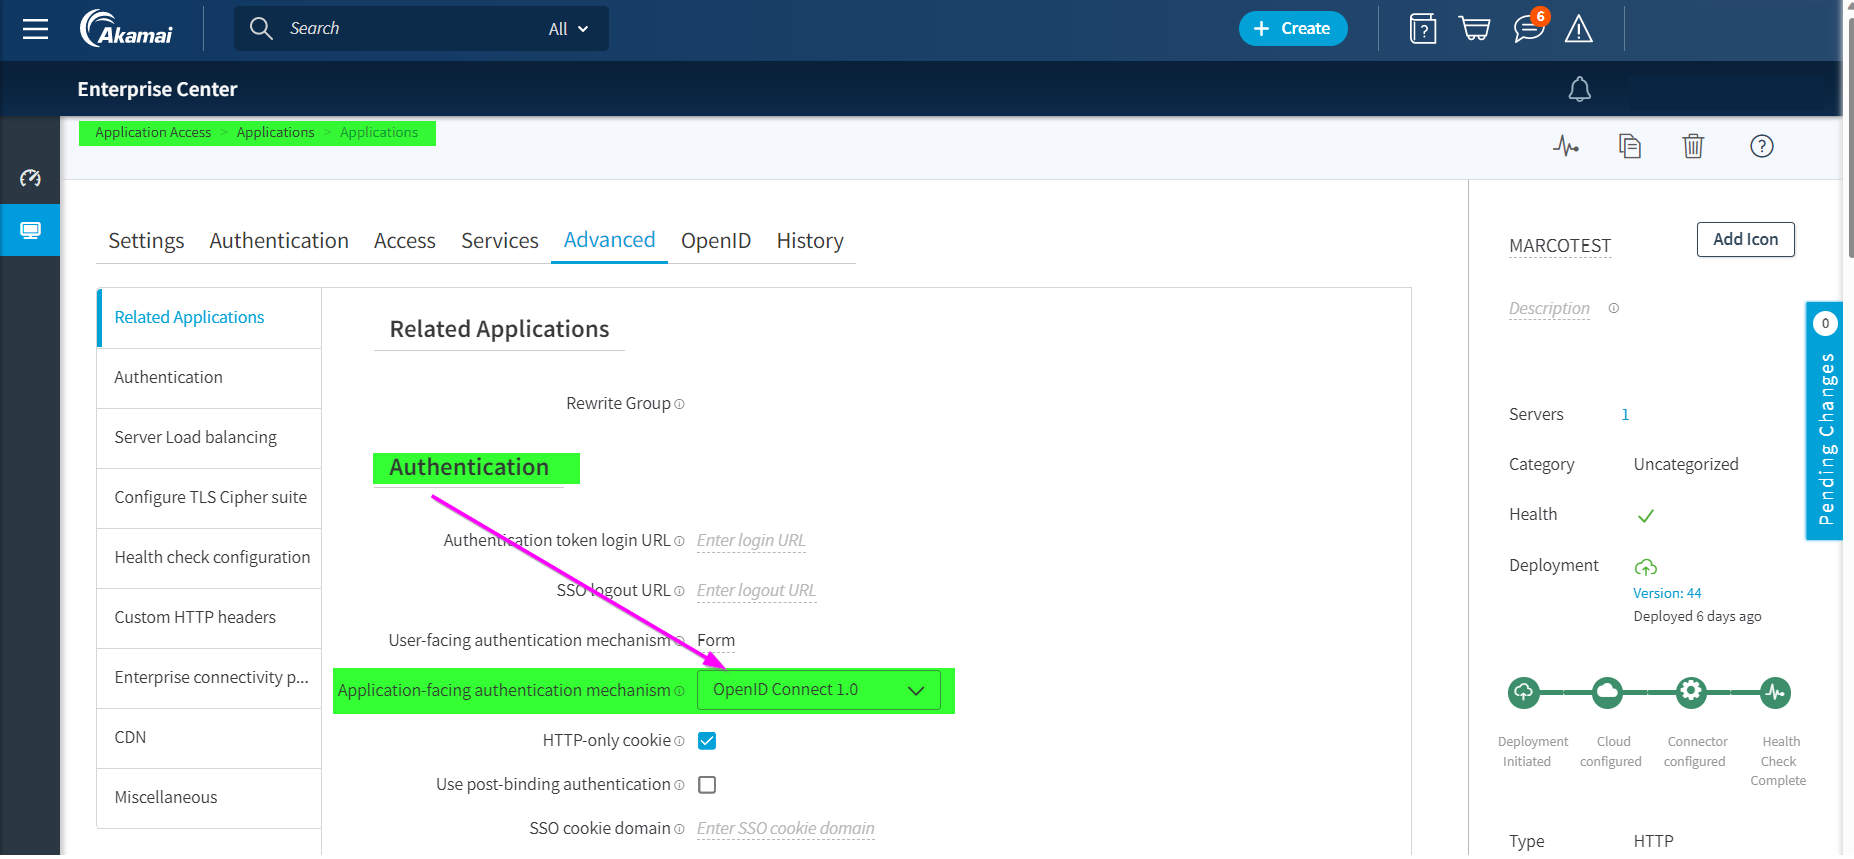 Akamai
Search
All
Create
6
Enterprise Center
Application Access > Applications > Applications
Settings Authentication Access Services Advanced OpenID History
Related Applications
Authentication
Server Load balancing
Configure TLS Cipher suite
Health check configuration
Custom HTTP headers
Enterprise connectivity p...
CDN
Miscellaneous
Related Applications
Rewrite Group
Authentication
Authentication token login URL Enter login URL
SSO logout URL Enter logout URL
User-facing authentication mechanism Form
Application-facing authentication mechanism OpenID Connect 1.0
HTTP-only cookie
Use post-binding authentication
SSO cookie domain Enter SSO cookie domain
MARCOTEST
Add Icon
Description
Servers 1
Category Uncategorized
Health
Deployment
Version: 44
Deployed 6 days ago
Deployment Initiated
Cloud configured
Connector configured
Health Check Complete
Type HTTP
0
Pending Changes